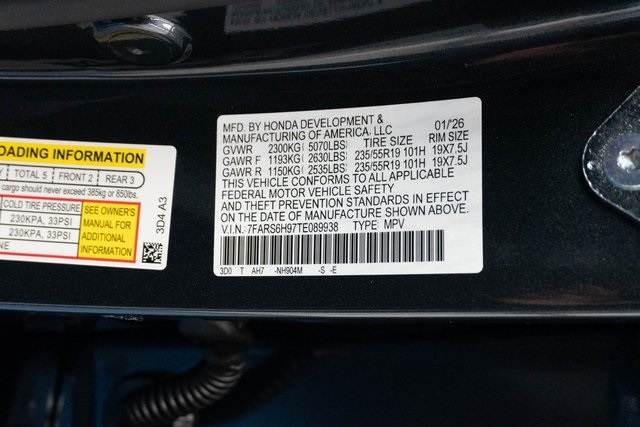 OADING INFORMATION
TY TOTAL 5 FRONT 2 REAR 3
cargo should never exceed 385kg or 850lbs.
COLD TIRE PRESSURE
230KPA, 33PSI
230KPA, 33PSI
NE
SEE OWNER'S
MANUAL FOR
ADDITIONAL
INFORMATION
3D4 A3
MFD. BY HONDA DEVELOPMENT &
MANUFACTURING OF AMERICA, LLC 01/'26
GVWR 2300KG( 5070LBS) TIRE SIZE RIM SIZE
GAWR F 1193KG( 2630LBS) 235/55R19 101H 19X7.5J
GAWR R 1150KG( 2535LBS) 235/55R19 101H 19X7.5J
THIS VEHICLE CONFORMS TO ALL APPLICABLE
FEDERAL MOTOR VEHICLE SAFETY
AND THEFT PREVENTION STANDARDS IN EFFECT
ON THE DATE OF MANUFACTURE SHOWN ABOVE.
V.I.N.:7FARS6H97TE089938 TYPE: MPV
3D0 T AH7 -NH904M -S -E